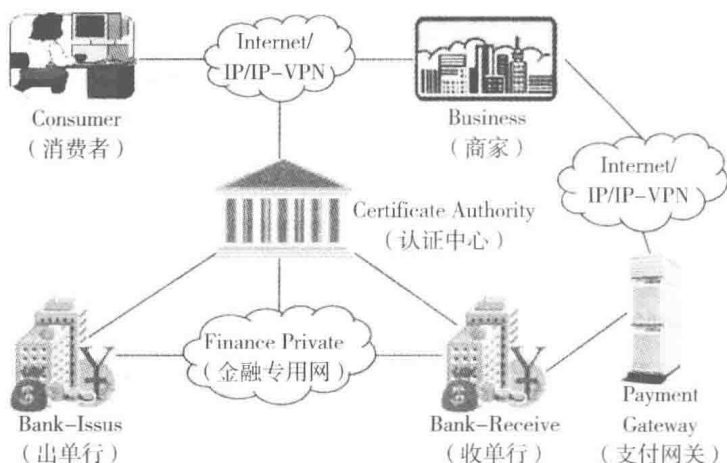 Internet/
IP/IP-VPN
Consumer
(消费者)
Business
(商家)
Internet/
IP/IP-VPN
Certificate Authority
(认证中心)
Finance Private
(金融专用网)
Bank-Issus
(出单行)
Bank-Receive
(收单行)
Payment
Gateway
(支付网关)